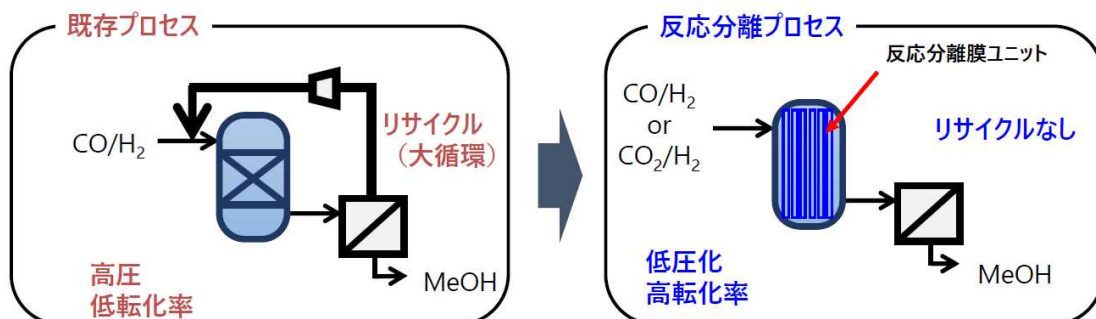 既存プロセス
CO/H₂
リサイクル
（大循環）
高圧
低転化率
MeOH
反応分離プロセス
反応分離膜ユニット
CO/H₂
or
CO₂/H₂
リサイクルなし
低圧化
高転化率
MeOH